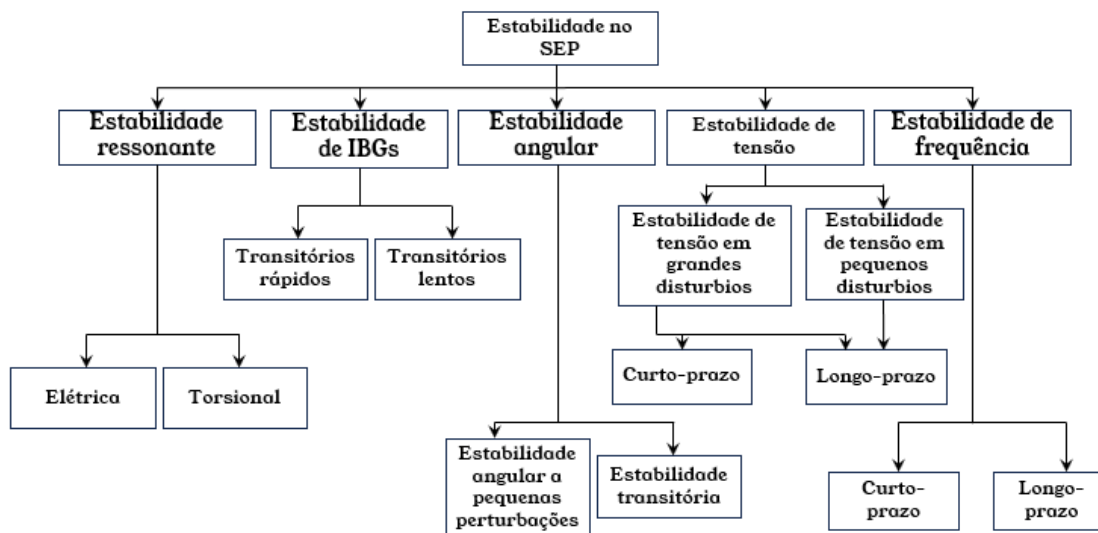 Estabilidade no
SEP
Estabilidade
ressonante
Estabilidade
de IBGs
Estabilidade
angular
Estabilidade de
tensão
Estabilidade de
frequência
Transitórios
rápidos
Transitórios
lentos
Estabilidade de
tensão em
grandes
disturbios
Estabilidade
de tensão em
pequenos
disturbios
Elétrica
Torsional
Curto-prazo
Longo-prazo
Estabilidade
angular a
pequenas
perturbações
Estabilidade
transitória
Curto-
prazo
Longo-
prazo